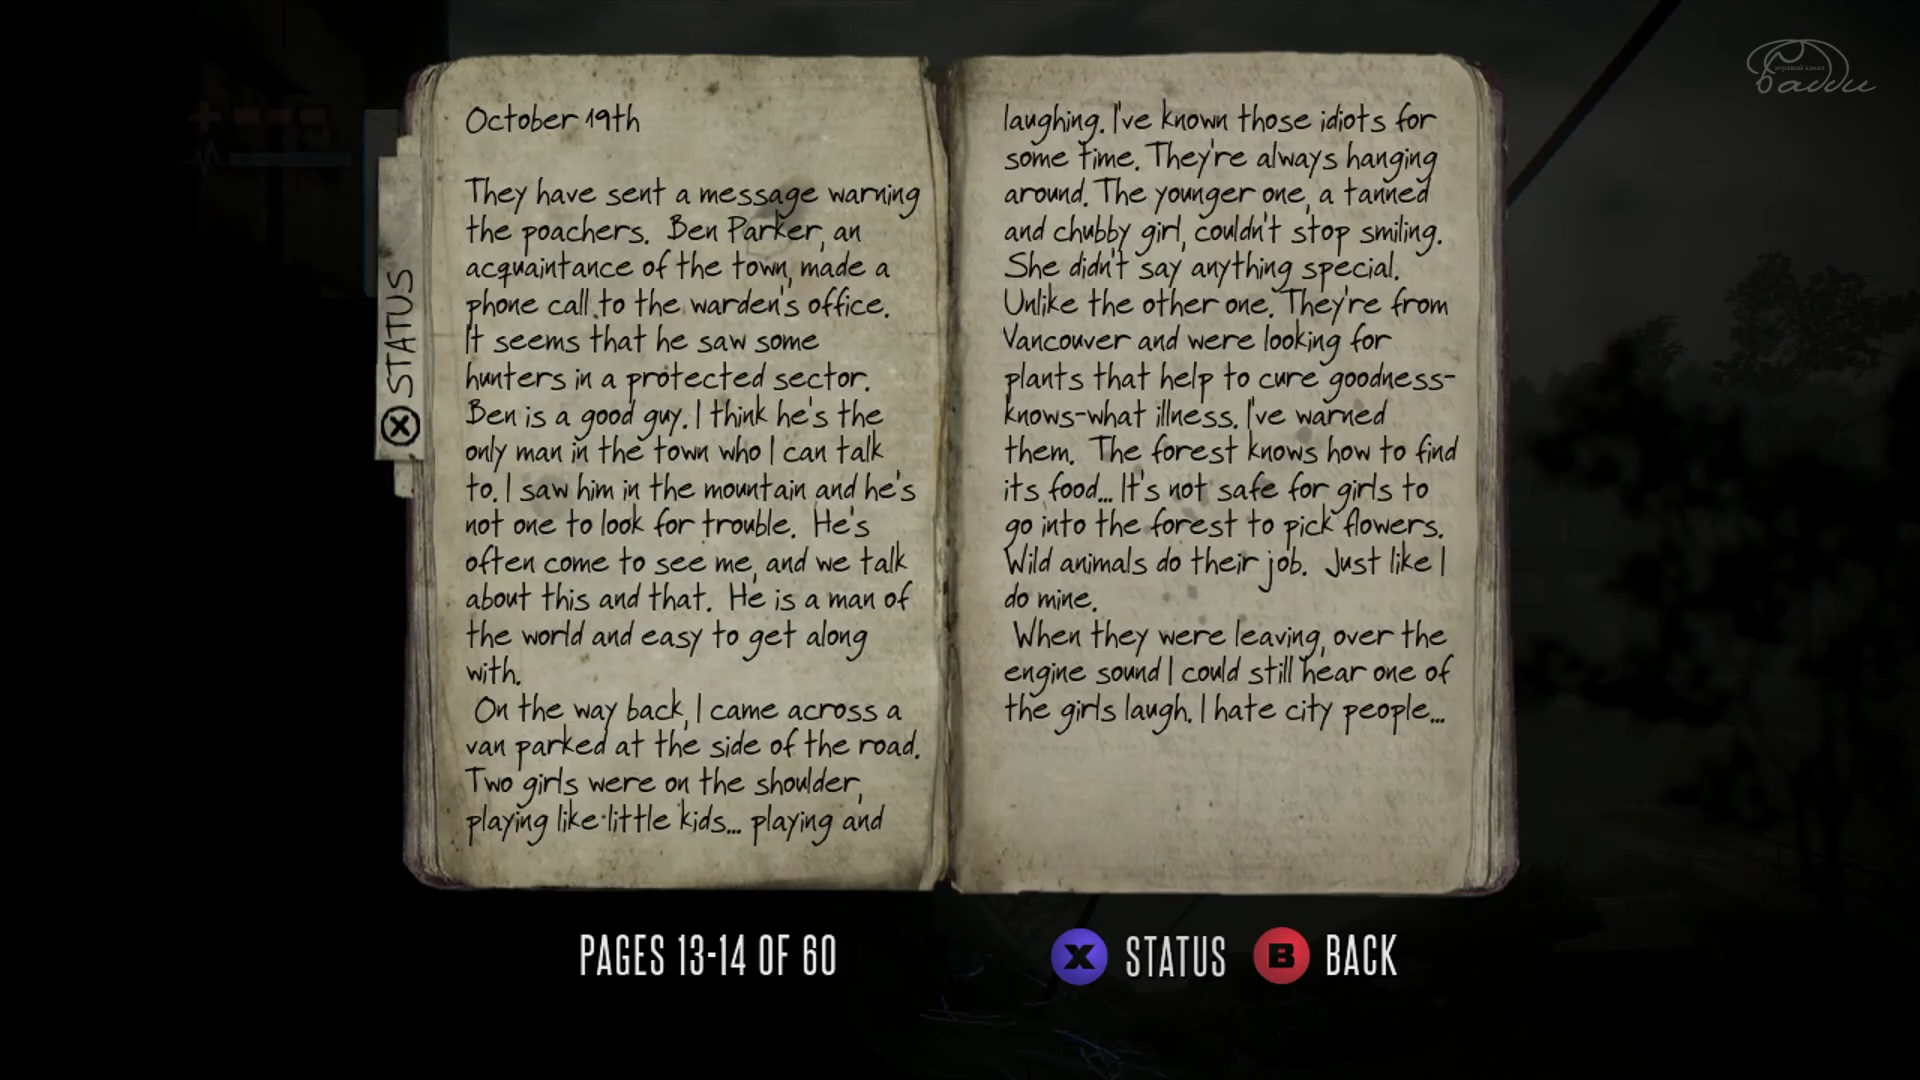 October 19th
They have sent a message warning
the poachers. Ben Parker, an
acquaintance of the town, made a
phone call to the warden's office.
It seems that he saw some
hunters in a protected sector.
Ben is a good guy. I think he's the
only man in the town who I can talk
to. I saw him in the mountain and he's
not one to look for trouble. He's
often come to see me, and we talk
about this and that. He is a man of
the world and easy to get along
with.
On the way back, I came across a
van parked at the side of the road.
Two girls were on the shoulder,
playing like little kids... playing and
laughing. I've known those idiots for
some time. They're always hanging
around. The younger one, a tanned
and chubby girl, couldn't stop smiling.
She didn't say anything special.
Unlike the other one. They're from
Vancouver and were looking for
plants that help to cure goodness-
knows-what illness. I've warned
them. The forest knows how to find
its food... It's not safe for girls to
go into the forest to pick flowers.
Wild animals do their job. Just like I
do mine.
When they were leaving, over the
engine sound I could still hear one of
the girls laugh. I hate city people...
X STATUS
PAGES 13-14 OF 60
X STATUS B BACK
игровой канал
Бадди